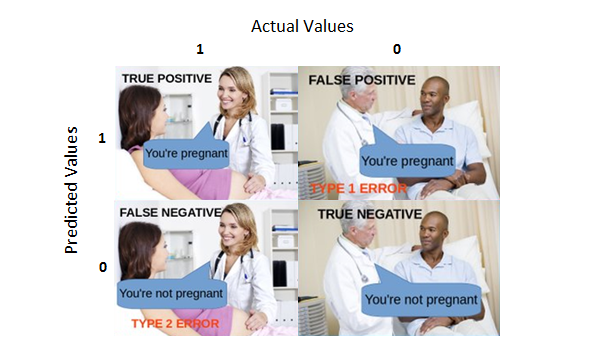 Actual Values
1 0
Predicted Values
1
TRUE POSITIVE
You're pregnant
FALSE POSITIVE
You're pregnant
TYPE 1 ERROR
0
FALSE NEGATIVE
You're not pregnant
TYPE 2 ERROR
TRUE NEGATIVE
You're not pregnant